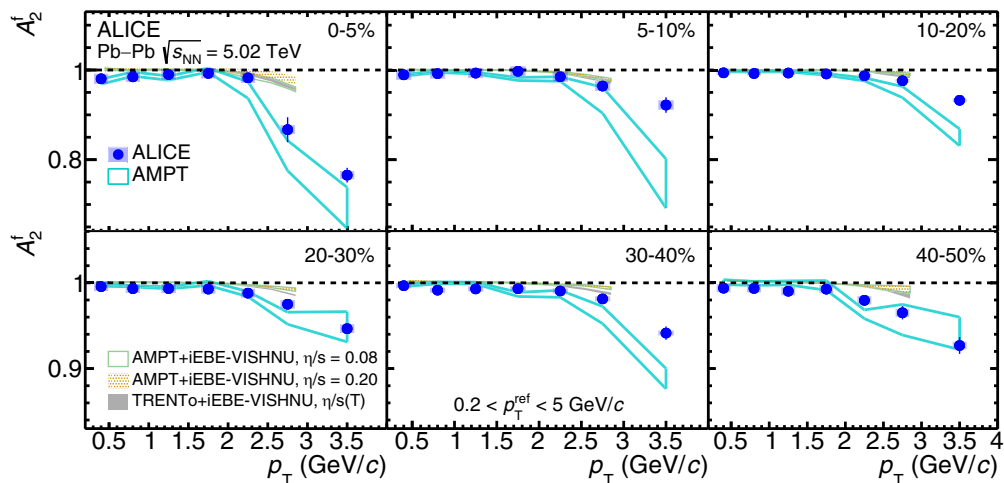 A₂ᶠ
ALICE
Pb−Pb √sNN = 5.02 TeV
0-5%
5-10%
10-20%
1
0.8
ALICE
AMPT
A₂ᶠ
20-30%
30-40%
40-50%
1
0.9
AMPT+iEBE-VISHNU, η/s = 0.08
AMPT+iEBE-VISHNU, η/s = 0.20
TRENTo+iEBE-VISHNU, η/s(T)
0.2 < p_T^ref < 5 GeV/c
0.5 1 1.5 2 2.5 3 3.5
0.5 1 1.5 2 2.5 3 3.5
0.5 1 1.5 2 2.5 3 3.5 4
p_T (GeV/c)
p_T (GeV/c)
p_T (GeV/c)